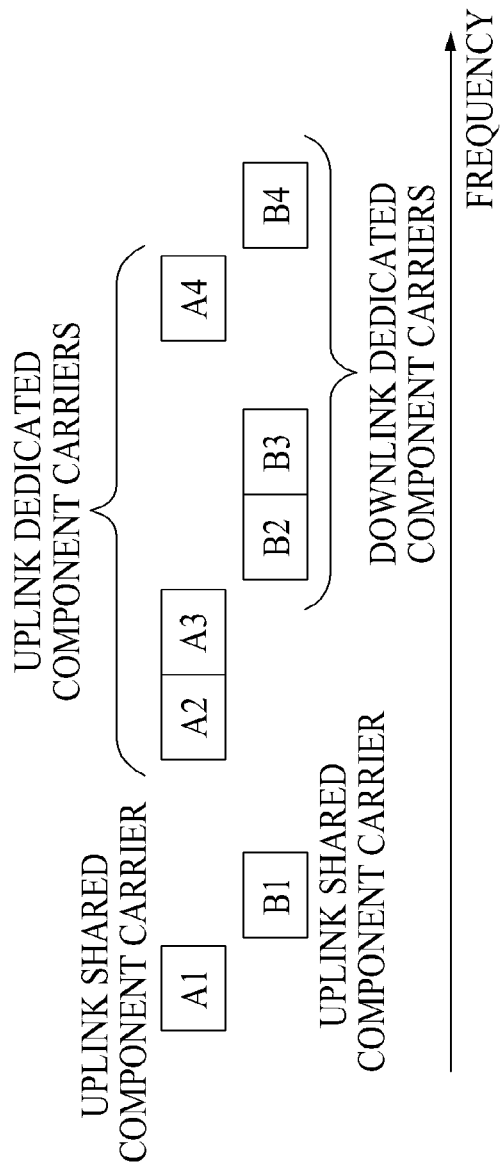 UPLINK DEDICATED
COMPONENT CARRIERS
UPLINK SHARED
COMPONENT CARRIER
A1
A2
A3
A4
B1
B2
B3
B4
UPLINK SHARED
COMPONENT CARRIER
DOWNLINK DEDICATED
COMPONENT CARRIERS
FREQUENCY